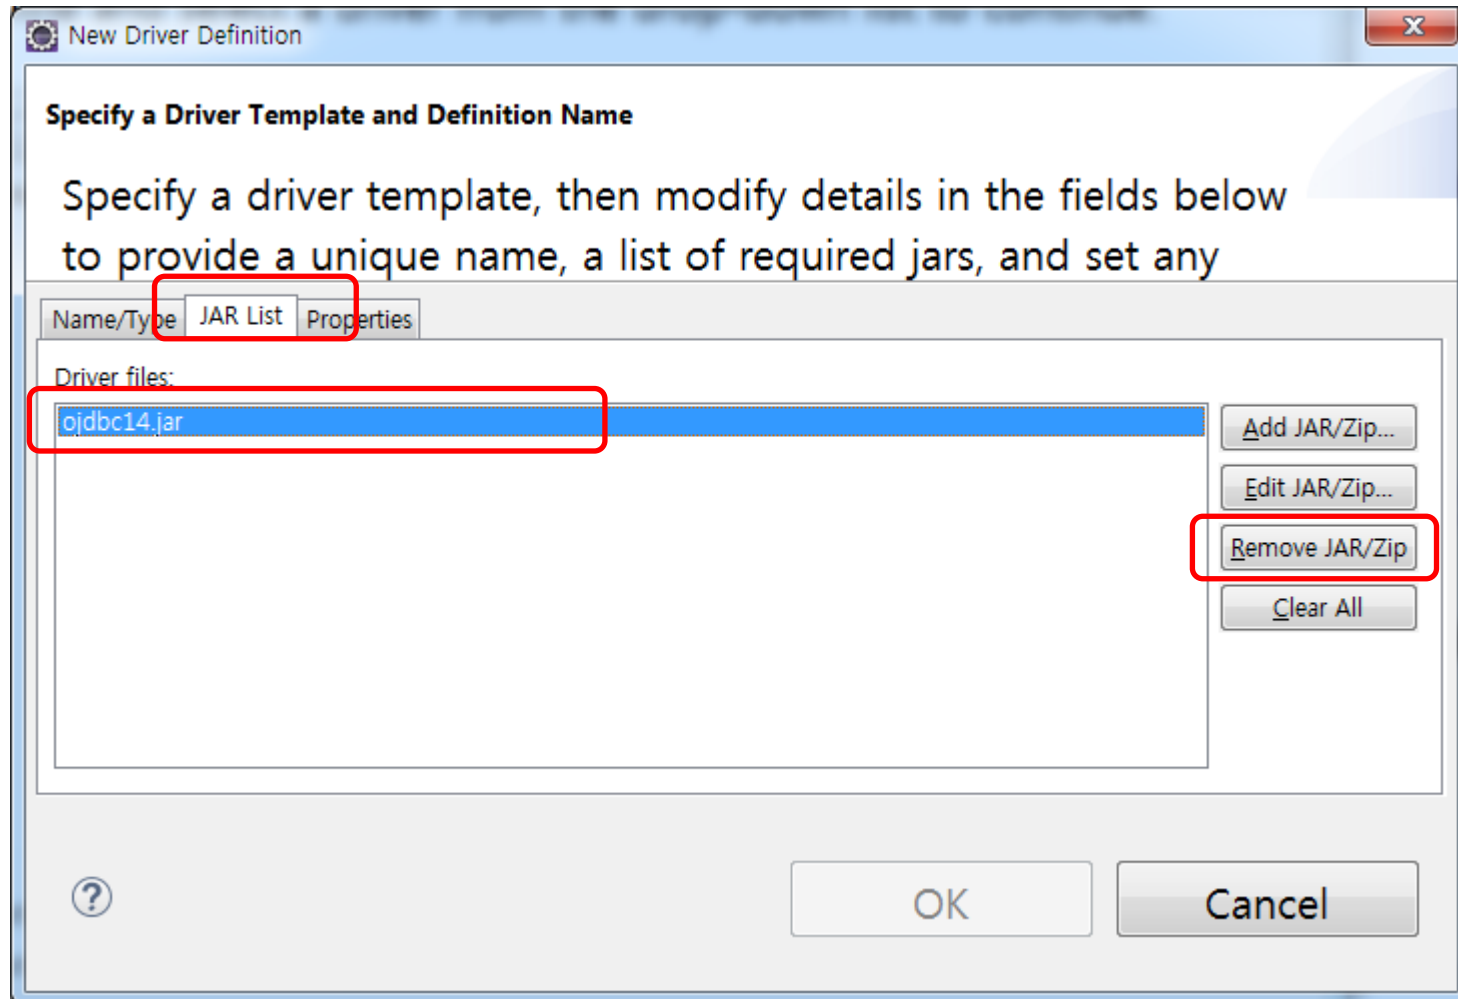 New Driver Definition
Specify a Driver Template and Definition Name
Specify a driver template, then modify details in the fields below
to provide a unique name, a list of required jars, and set any
Name/Type JAR List Properties
Driver files:
ojdbc14.jar
Add JAR/Zip...
Edit JAR/Zip...
Remove JAR/Zip
Clear All
OK Cancel